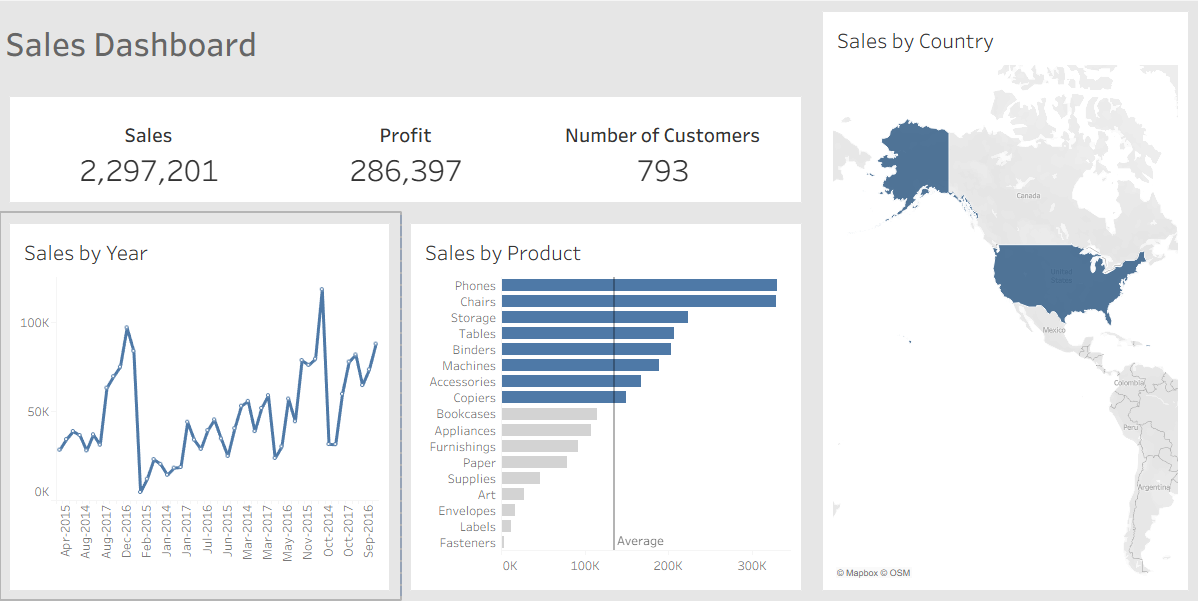 Sales Dashboard
Sales
Profit
Number of Customers
2,297,201
286,397
793
Sales by Year
100K
50K
0K
Apr-2015
Aug-2014
Aug-2017
Dec-2016
Feb-2015
Jan-2014
Jan-2017
Jul-2016
Jun-2015
Mar-2014
Mar-2017
May-2016
Nov-2015
Oct-2014
Oct-2017
Sep-2016
Sales by Product
Phones
Chairs
Storage
Tables
Binders
Machines
Accessories
Copiers
Bookcases
Appliances
Furnishings
Paper
Supplies
Art
Envelopes
Labels
Fasteners
Average
0K
100K
200K
300K
Sales by Country
Canada
United
States
Mexico
Colombia
Peru
Argentina
© Mapbox © OSM